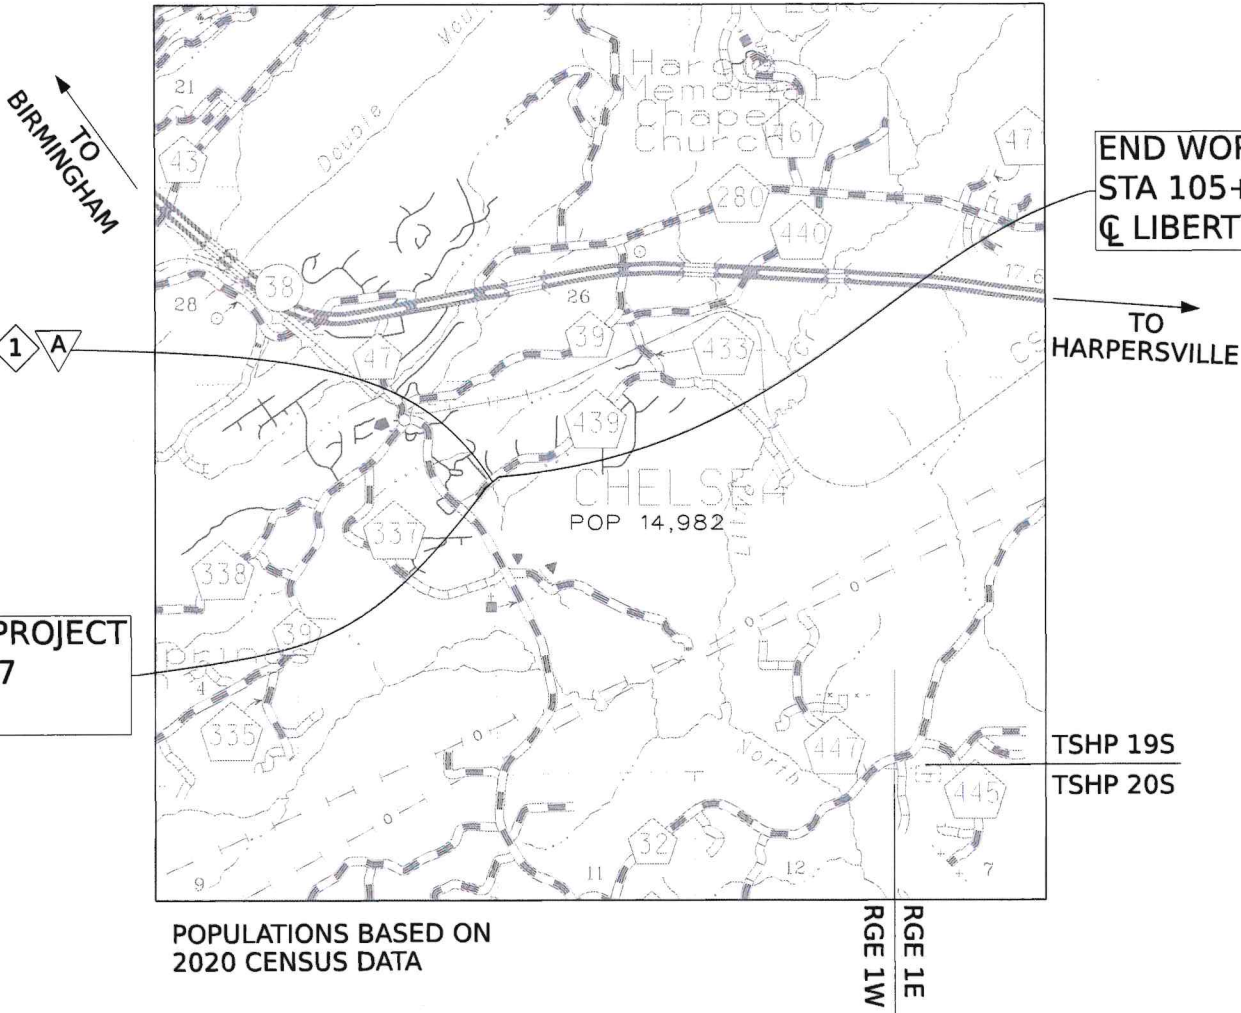 21
Double
Harg
Memorial
Chapel
Church
461
47
43
TO
BIRMINGHAM
280
440
END WOR
STA 105+
℄ LIBERT
38
28
26
17.6
TO
HARPERSVILLE
1
A
47
39
433
439
CHELSEA
POP 14,982
337
338
39
PROJECT
7
4
335
North
447
445
TSHP 19S
TSHP 20S
32
9
11
12
7
POPULATIONS BASED ON
2020 CENSUS DATA
RGE 1W
RGE 1E